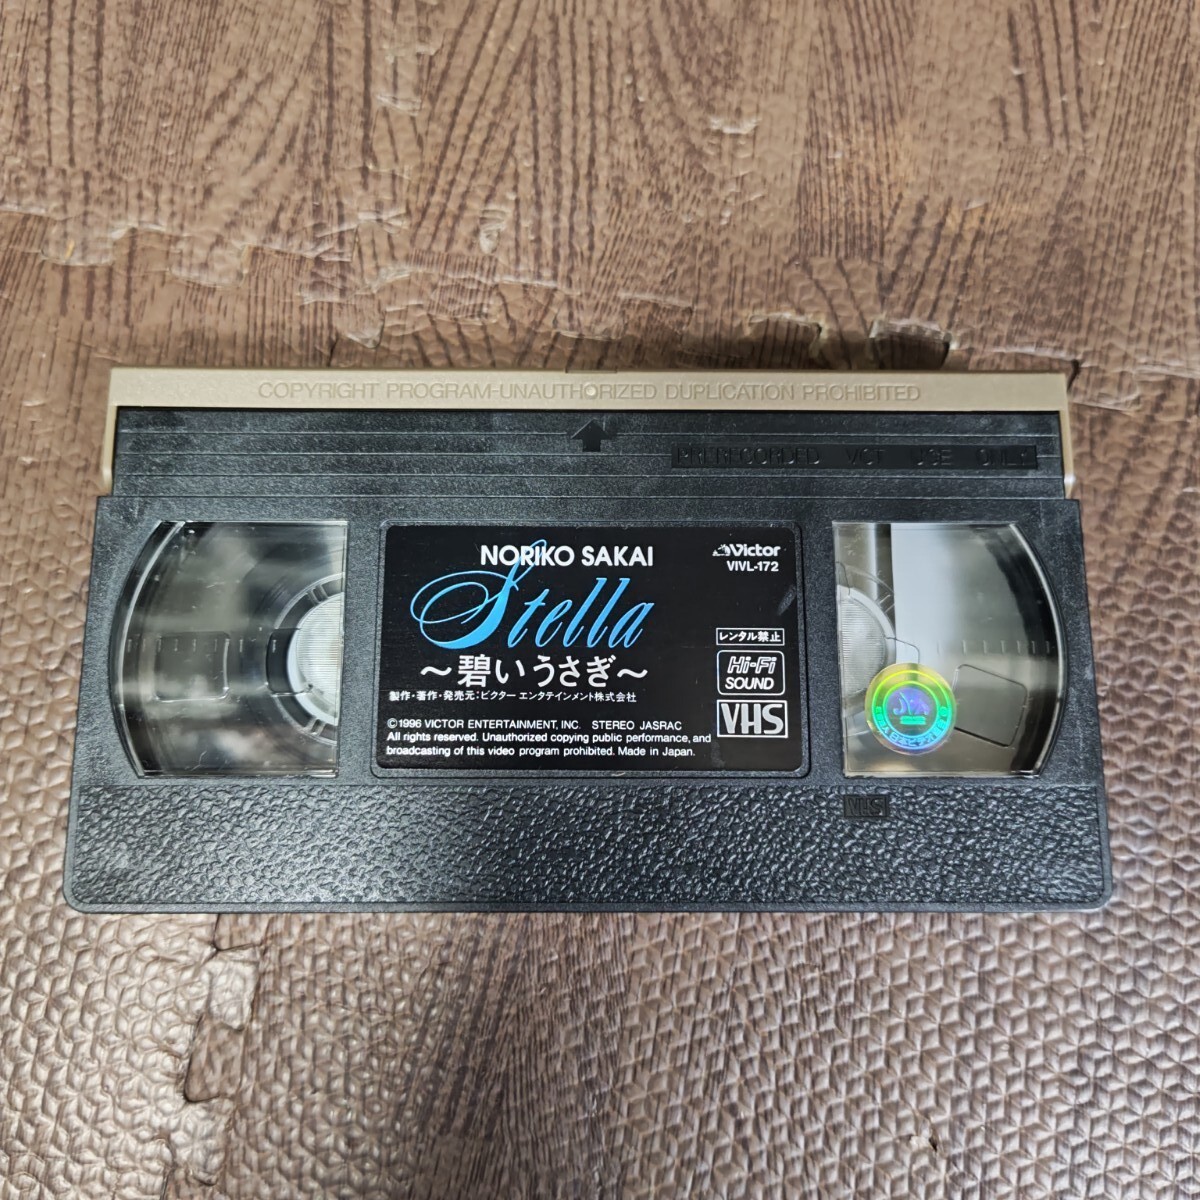 COPYRIGHT PROGRAM-UNAUTHORIZED DUPLICATION PROHIBITED
PRERECORDED VCT USE ONLY
NORIKO SAKAI
Stella
～碧いうさぎ～
製作・著作・発売元：ビクター エンタテインメント株式会社
Victor
VIVL-172
レンタル禁止
Hi-Fi
SOUND
VHS
©1996 VICTOR ENTERTAINMENT, INC. STEREO JASRAC
All rights reserved. Unauthorized copying public performance, and
broadcasting of this video program prohibited. Made in Japan.
VHS